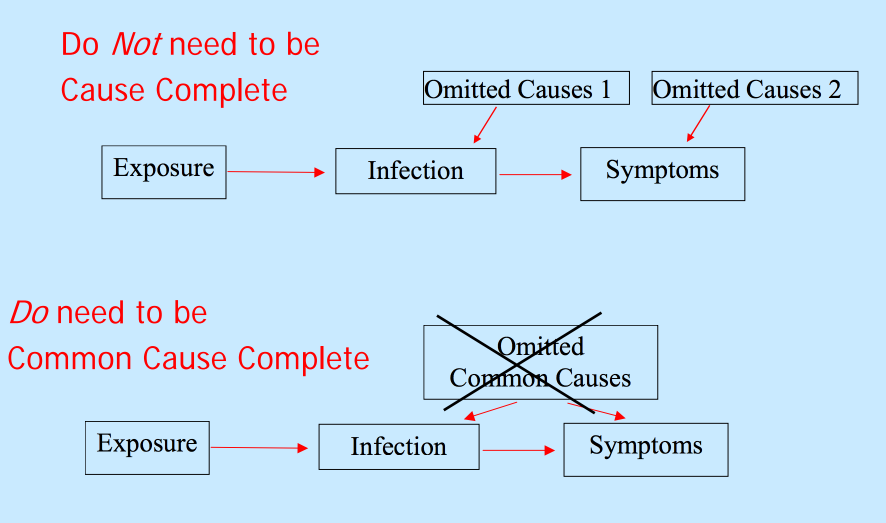 Do Not need to be
Cause Complete
Omitted Causes 1
Omitted Causes 2
Exposure
Infection
Symptoms
Do need to be
Common Cause Complete
Omitted
Common Causes
Exposure
Infection
Symptoms